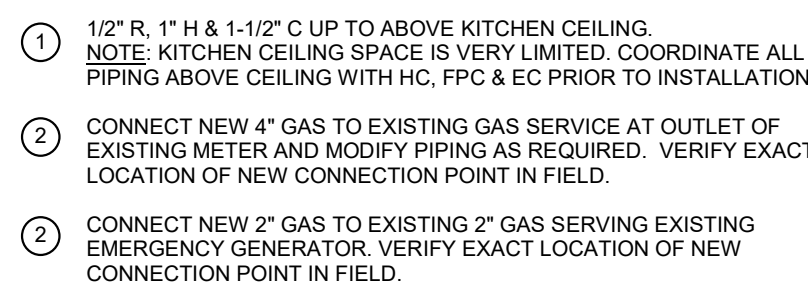 1 1/2" R, 1" H & 1-1/2" C UP TO ABOVE KITCHEN CEILING.
NOTE: KITCHEN CEILING SPACE IS VERY LIMITED. COORDINATE ALL
PIPING ABOVE CEILING WITH HC, FPC & EC PRIOR TO INSTALLATION
2 CONNECT NEW 4" GAS TO EXISTING GAS SERVICE AT OUTLET OF
EXISTING METER AND MODIFY PIPING AS REQUIRED. VERIFY EXACT
LOCATION OF NEW CONNECTION POINT IN FIELD.
2 CONNECT NEW 2" GAS TO EXISTING 2" GAS SERVING EXISTING
EMERGENCY GENERATOR. VERIFY EXACT LOCATION OF NEW
CONNECTION POINT IN FIELD.